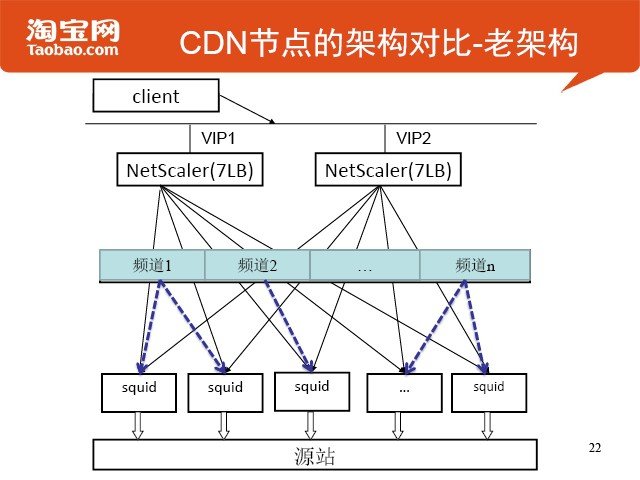 淘宝网
Taobao.com
CDN节点的架构对比-老架构
client
VIP1
VIP2
NetScaler(7LB)
NetScaler(7LB)
频道1
频道2
…
频道n
squid
squid
squid
...
squid
源站
22